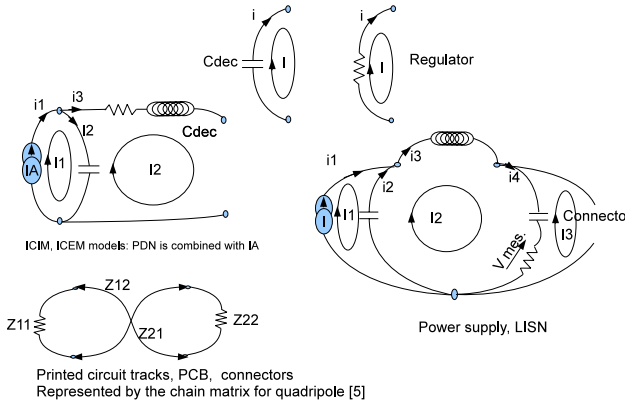 i
Cdec
I
i
I
Regulator
i1
i3
I2
Cdec
IA
I1
I2
ICIM, ICEM models: PDN is combined with IA
i1
i3
i2
i4
I
I1
I2
V mes.
I3
Connecto
Power supply, LISN
Z12
Z11
Z21
Z22
Printed circuit tracks, PCB, connectors
Represented by the chain matrix for quadripole [5]